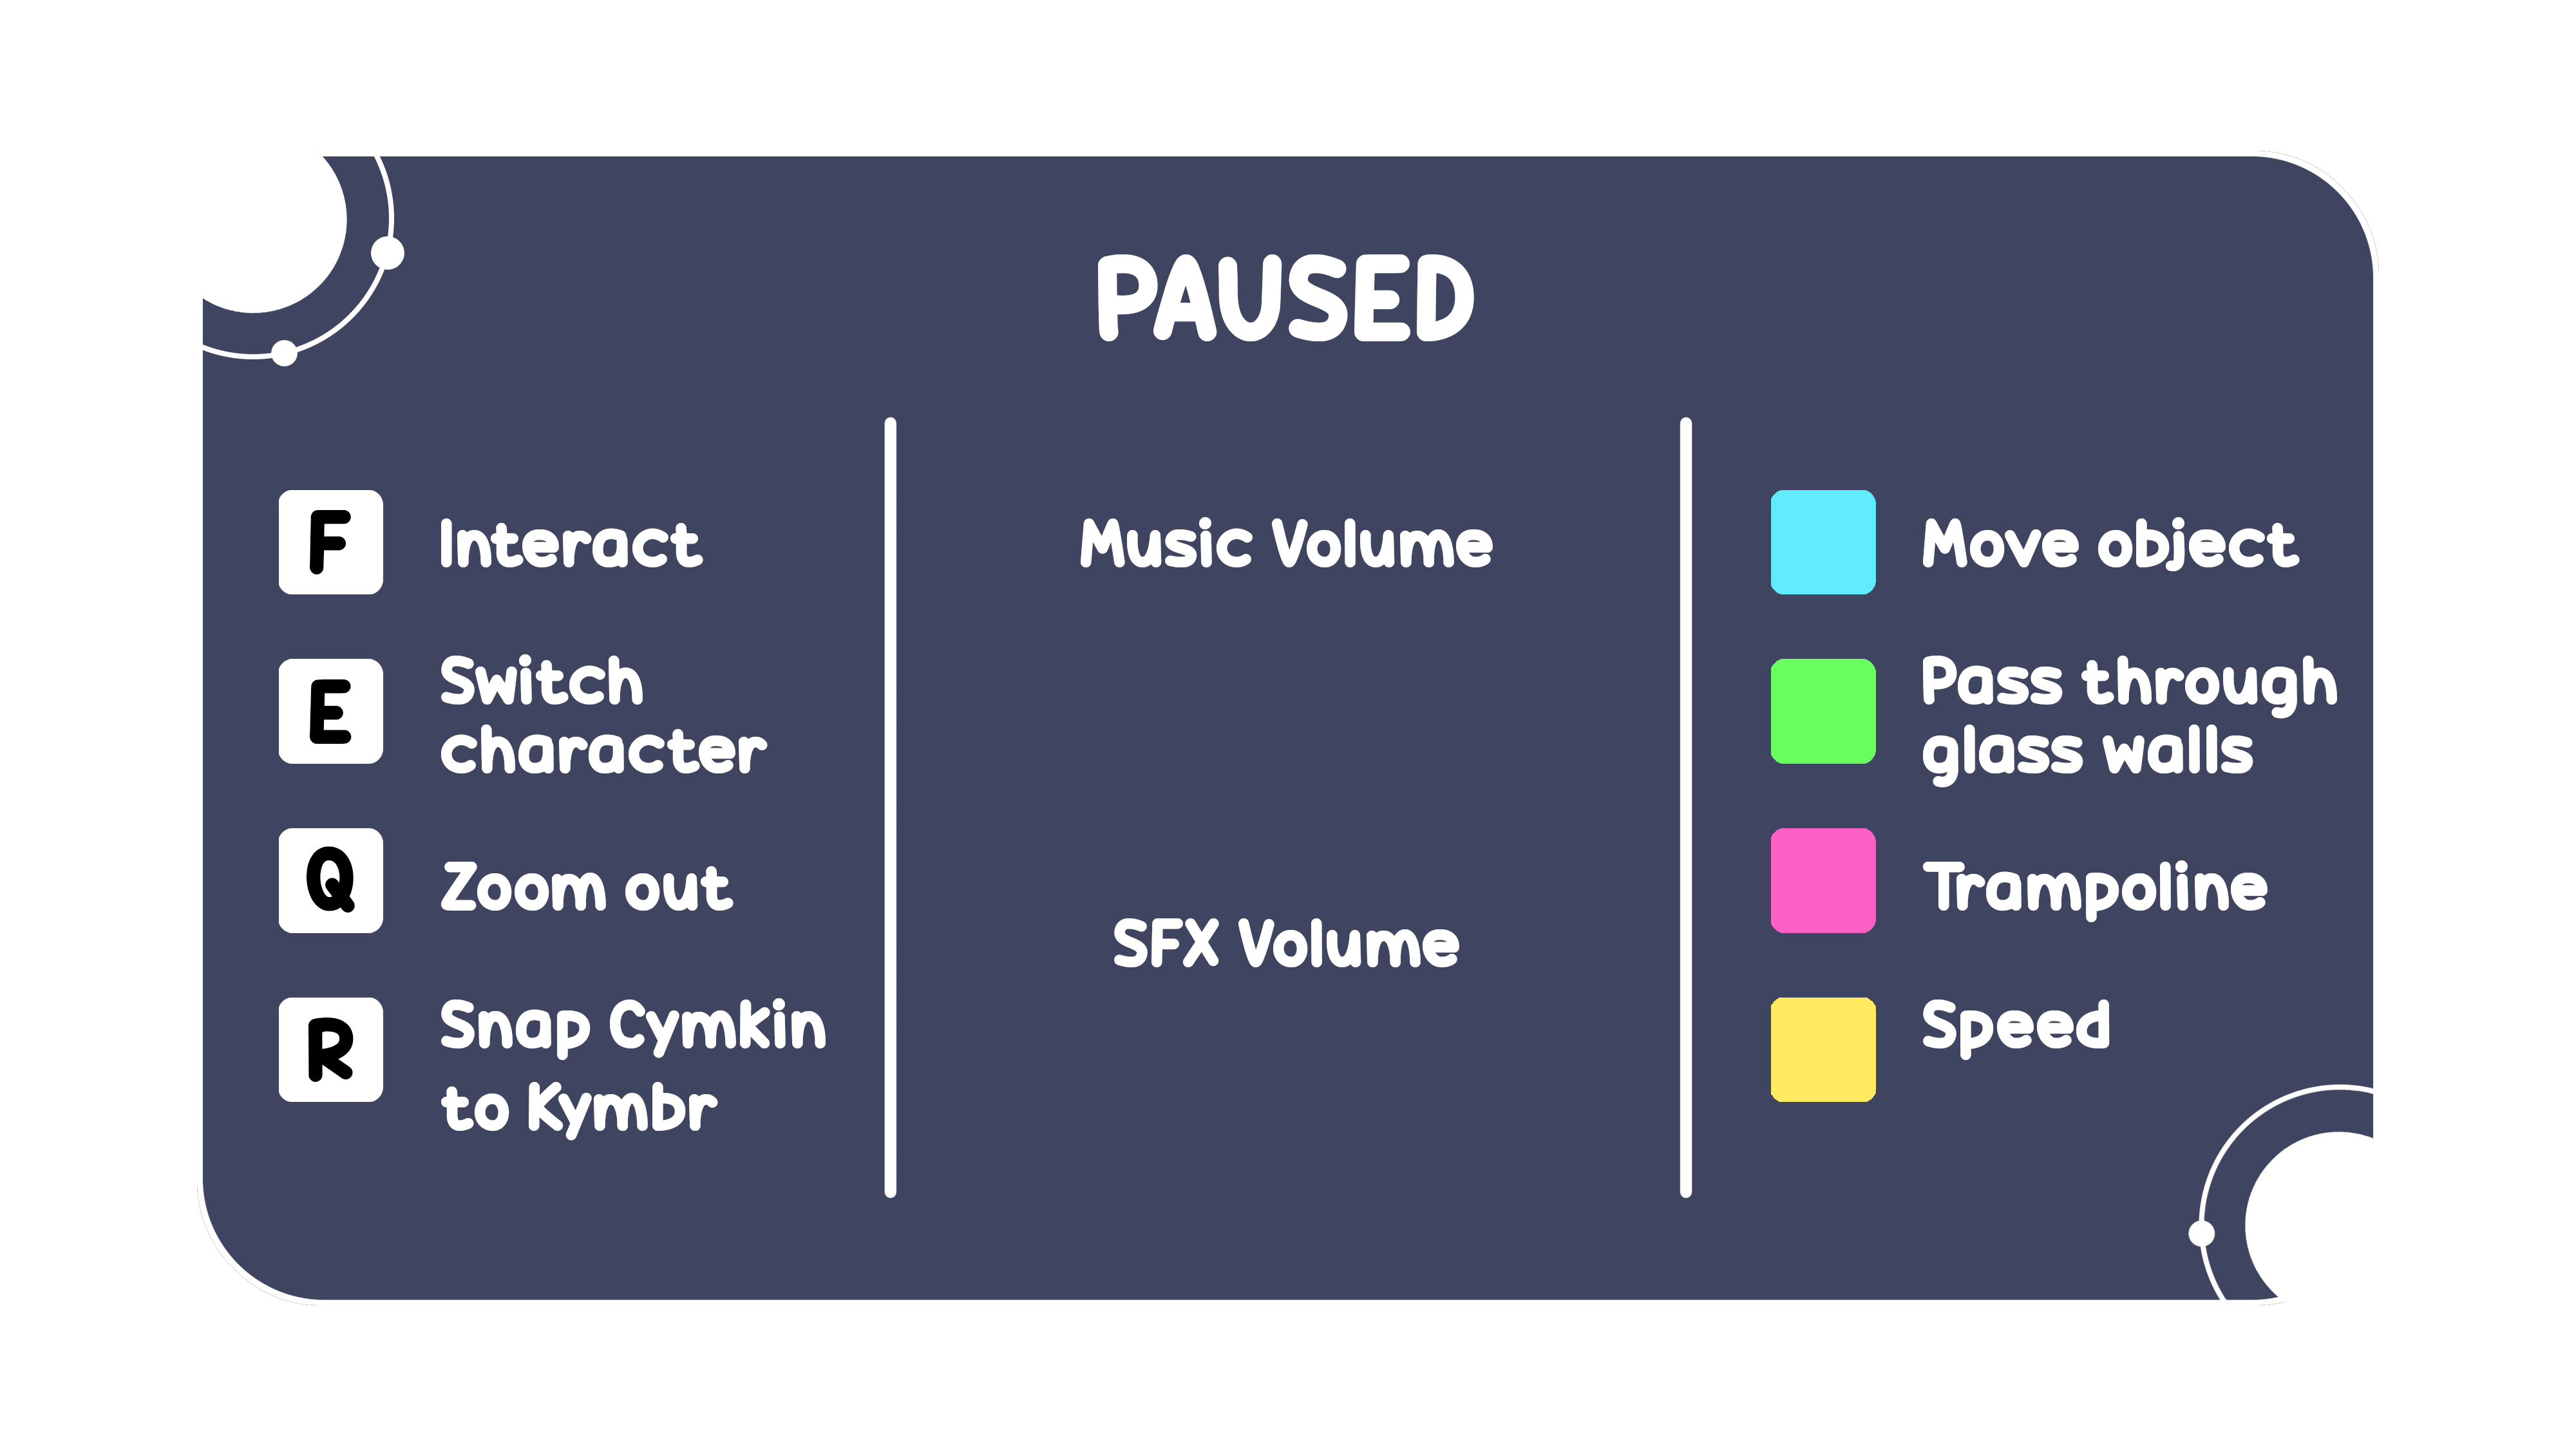 PAUSED
F Interact
E Switch
character
Q Zoom out
R Snap Cymkin
to Kymbr
Music Volume
SFX Volume
Move object
Pass through
glass walls
Trampoline
Speed